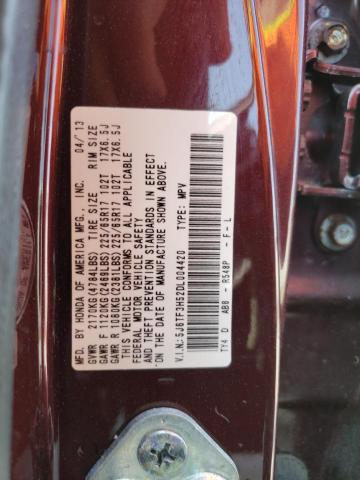 MFD. BY HONDA OF AMERICA MFG., INC. 04/13
GVWR 2170KG(4784LBS) TIRE SIZE RIM SIZE
GAWR F 1120KG(2469LBS) 225/65R17 102T 17X6.5J
GAWR R 1080KG(2381LBS) 225/65R17 102T 17X6.5J
"THIS VEHICLE CONFORMS TO ALL APPLICABLE
FEDERAL MOTOR VEHICLE SAFETY
AND THEFT PREVENTION STANDARDS IN EFFECT
ON THE DATE OF MANUFACTURE SHOWN ABOVE."
V.I.N: 5J6TF3H52DL004420 TYPE: MPV
TY4 D AB8 - R548P - F - L